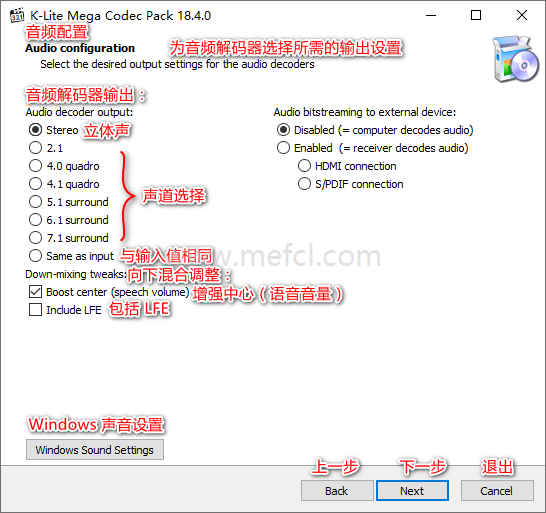 K-Lite Mega Codec Pack 18.4.0
音频配置
Audio configuration
为音频解码器选择所需的输出设置
Select the desired output settings for the audio decoders
音频解码器输出：
Audio decoder output:
Stereo 立体声
2.1
4.0 quadro
4.1 quadro
5.1 surround
6.1 surround
7.1 surround
声道选择
Same as input 与输入值相同
Audio bitstreaming to external device:
Disabled (= computer decodes audio)
Enabled (= receiver decodes audio)
HDMI connection
S/PDIF connection
www.mefcl.com
Down-mixing tweaks: 向下混合调整：
Boost center (speech volume) 增强中心（语音音量）
Include LFE 包括 LFE
Windows 声音设置
Windows Sound Settings
上一步 下一步 退出
Back Next Cancel